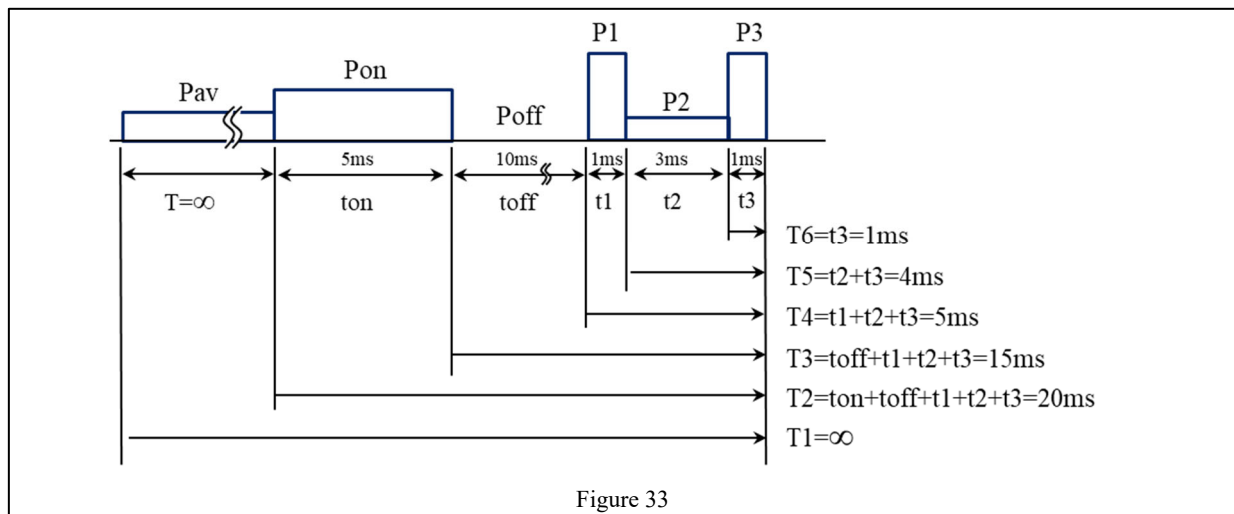 P1
P3
Pon
Pav
P2
Poff
5ms
10ms
1ms
3ms
1ms
T=∞
ton
toff
t1
t2
t3
T6=t3=1ms
T5=t2+t3=4ms
T4=t1+t2+t3=5ms
T3=toff+t1+t2+t3=15ms
T2=ton+toff+t1+t2+t3=20ms
T1=∞
Figure 33